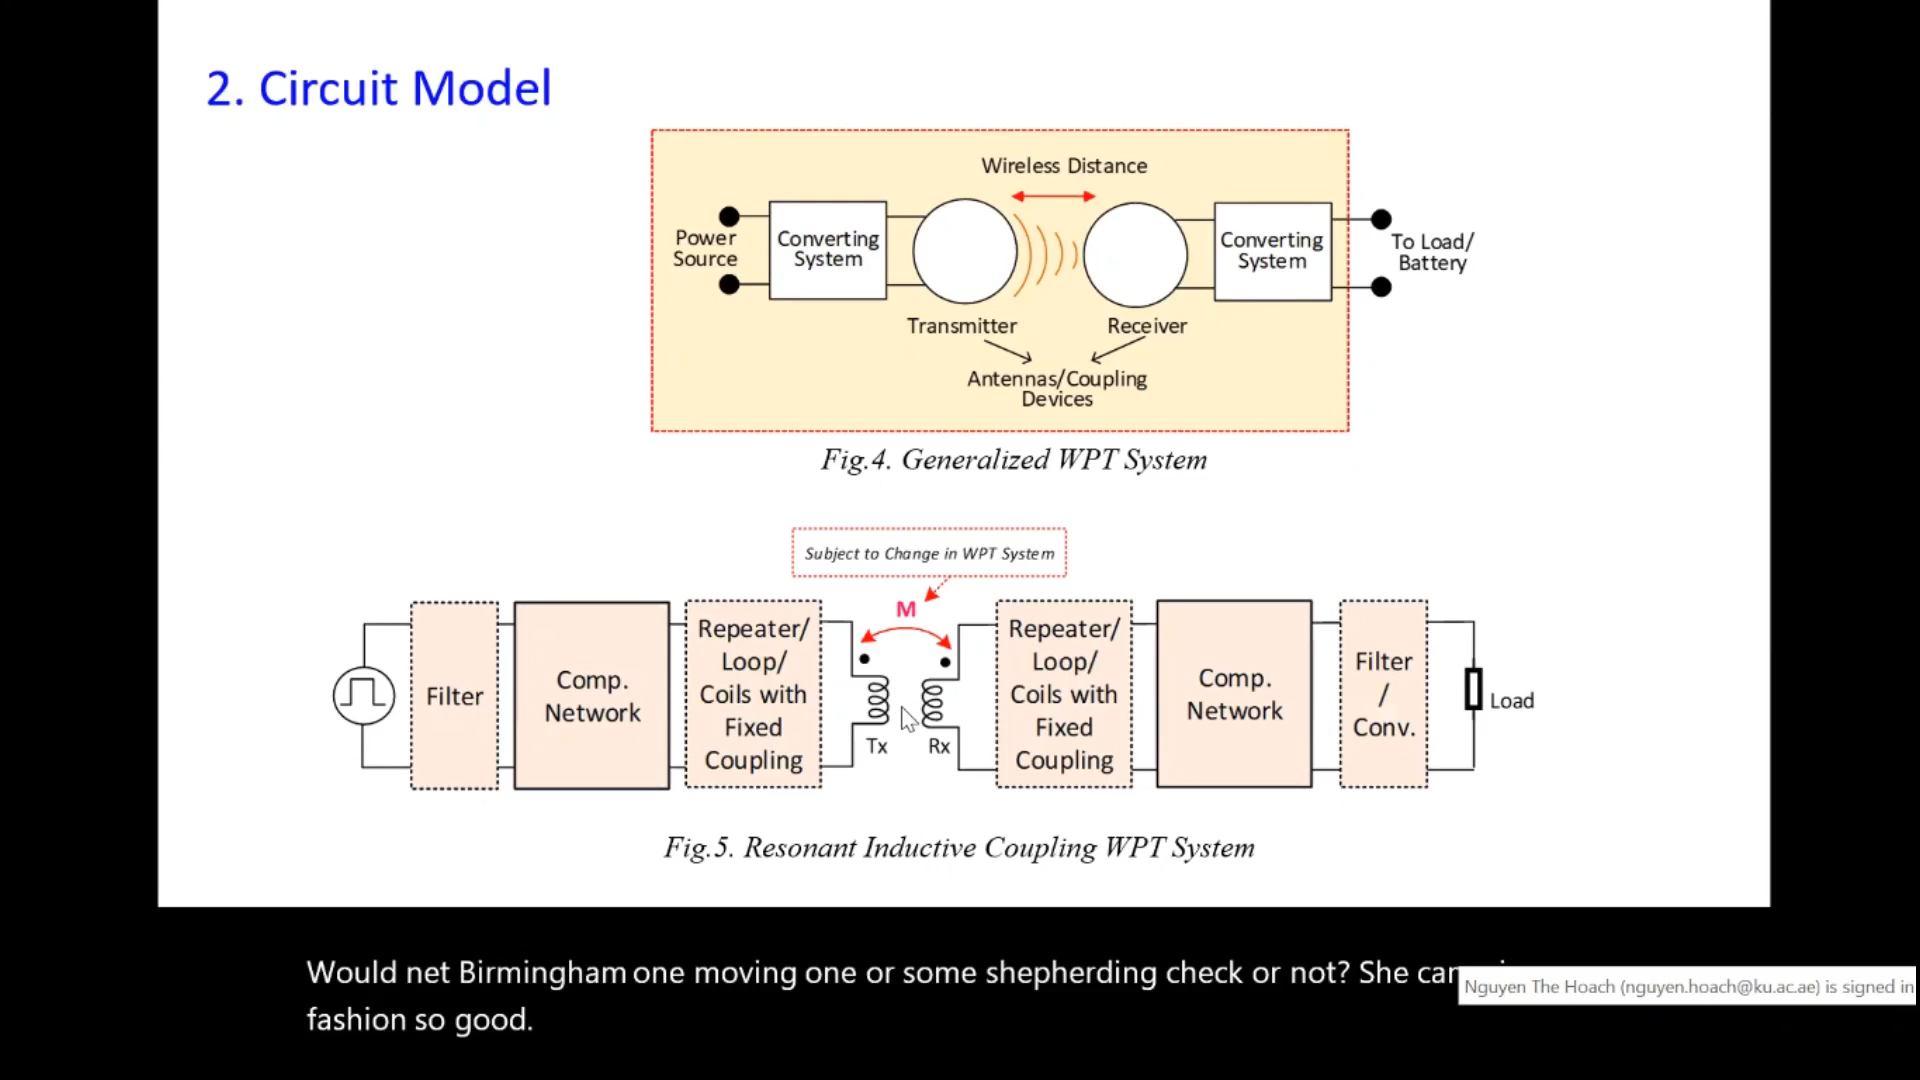 2. Circuit Model
Wireless Distance
Power
Source
Converting
System
Converting
System
To Load/
Battery
Transmitter
Receiver
Antennas/Coupling
Devices
Fig.4. Generalized WPT System
Subject to Change in WPT System
M
Filter
Comp.
Network
Repeater/
Loop/
Coils with
Fixed
Coupling
Tx
Rx
Repeater/
Loop/
Coils with
Fixed
Coupling
Comp.
Network
Filter
/
Conv.
Load
Fig.5. Resonant Inductive Coupling WPT System
Would net Birmingham one moving one or some shepherding check or not? She can
fashion so good.
Nguyen The Hoach (nguyen.hoach@ku.ac.ae) is signed in